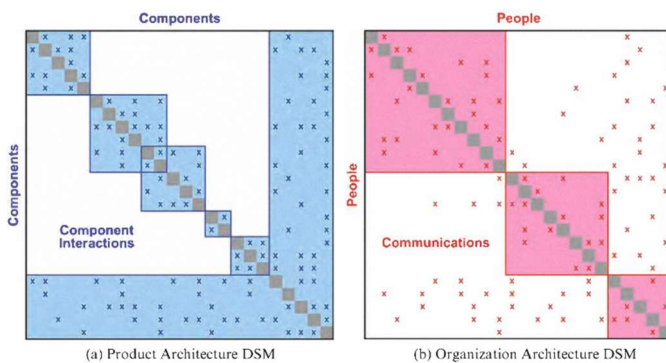 Components
People
Components
People
Component
Interactions
Communications
(a) Product Architecture DSM
(b) Organization Architecture DSM